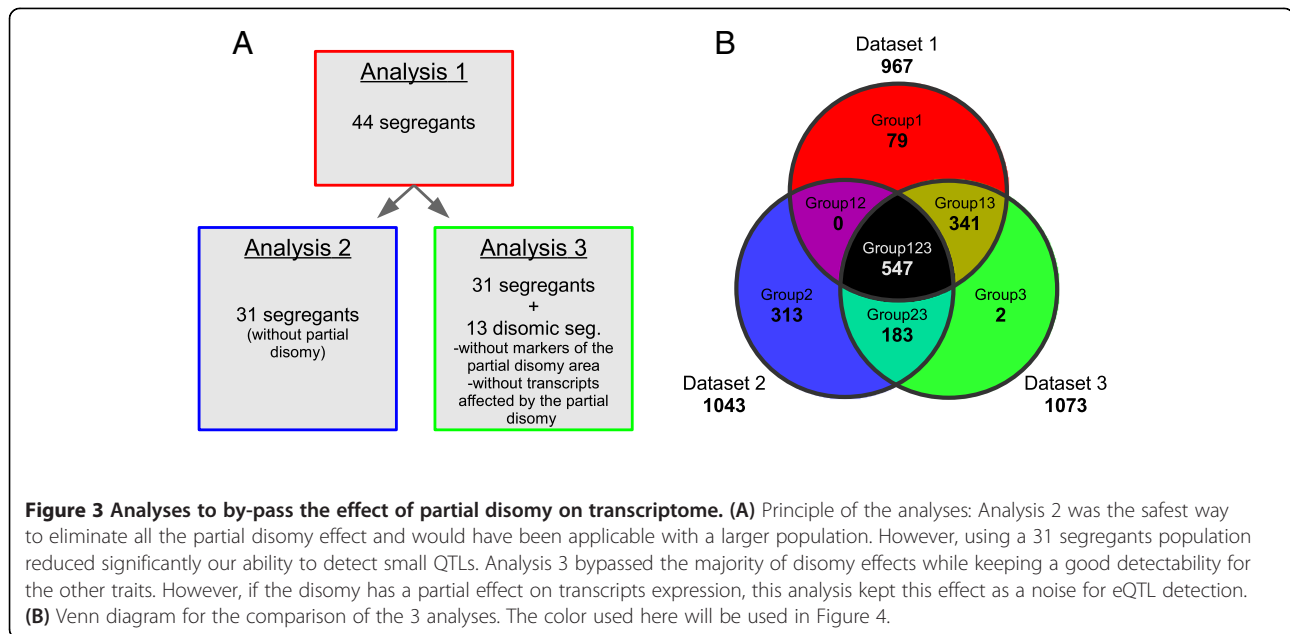 A
Analysis 1
44 segregants
Analysis 2
31 segregants
(without partial
disomy)
Analysis 3
31 segregants
+
13 disomic seg.
-without markers of the
partial disomy area
-without transcripts
affected by the partial
disomy
B
Dataset 1
967
Group1
79
Group12
0
Group13
341
Group123
547
Group2
313
Group23
183
Group3
2
Dataset 2
1043
Dataset 3
1073
Figure 3 Analyses to by-pass the effect of partial disomy on transcriptome. (A) Principle of the analyses: Analysis 2 was the safest way
to eliminate all the partial disomy effect and would have been applicable with a larger population. However, using a 31 segregants population
reduced significantly our ability to detect small QTLs. Analysis 3 bypassed the majority of disomy effects while keeping a good detectability for
the other traits. However, if the disomy has a partial effect on transcripts expression, this analysis kept this effect as a noise for eQTL detection.
(B) Venn diagram for the comparison of the 3 analyses. The color used here will be used in Figure 4.